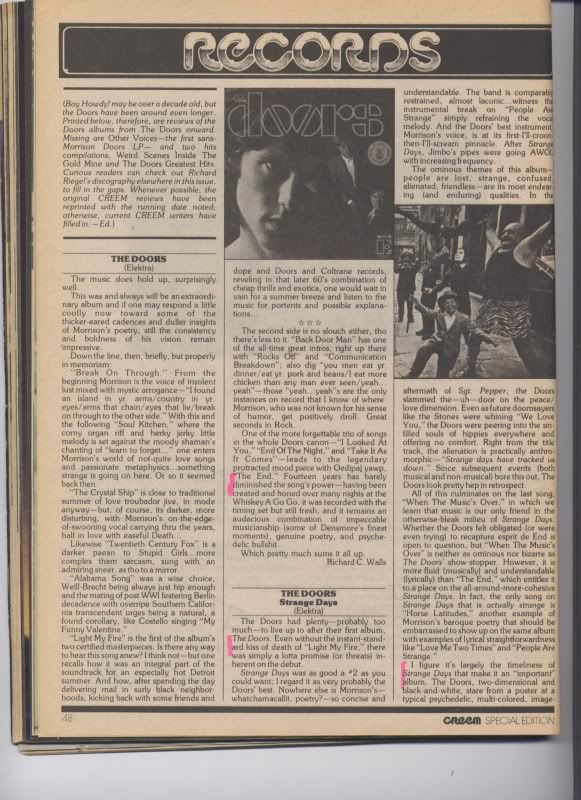 RECORDS
(Boy Howdy! may be over a decade old, but
the Doors have been around even longer.
Printed below, therefore, are reviews of the
Doors albums from The Doors onward.
Missing are Other Voices—the first sans-
Morrison Doors LP— and two hits
compilations, Weird Scenes Inside The
Gold Mine and The Doors Greatest Hits.
Curious readers can check out Richard
Riegel's discography elsewhere in this issue,
to fill in the gaps. Whenever possible, the
original CREEM reviews have been
reprinted with the running date noted;
otherwise, current CREEM writers have
filled in. —Ed.)
THE DOORS
(Elektra)
The music does hold up, surprisingly
well.
This was and always will be an extraordi-
nary album and if one may respond a little
coolly now toward some of the
thicker-eared cadences and duller insights
of Morrison's poetry, still the consistency
and boldness of his vision remain
impressive.
Down the line, then, briefly, but properly
in memoriam:
"Break On Through." From the
beginning Morrison is the voice of insolent
lust mixed with mystic arrogance—"I found
an island in yr. arms/country in yr.
eyes/arms that chain/eyes that lie/break
on through to the other side." With this and
the following "Soul Kitchen," where the
corny organ riff and herky jerky little
melody is set against the moody shaman's
chanting of "learn to forget..." one enters
Morrison's world of not-quite love songs
and passionate metaphysics...something
strange is going on here. Or so it seemed
back then.
"The Crystal Ship" is close to traditional
summer of love troubador jive, in mode
anyway—but, of course, its darker, more
disturbing, with Morrison's on-the-edge-
of-swooning vocal carrying thru the years,
half in love with easeful Death...
Likewise "Twentieth Century Fox" is a
darker paean to Stupid Girls...more
complex than sarcasm, sung with an
admiring sneer, as tho to a mirror.
"Alabama Song" was a wise choice,
Weill-Brecht being always just hip enough
and the mating of post WWI festering Berlin
decadence with overripe Southern Califor-
nia transcendent urges being a natural, a
found corollary, like Costello singing "My
Funny Valentine."
"Light My Fire" is the first of the album's
two certified masterpieces. Is there any way
to hear this song anew? I think not—but one
recalls how it was an integral part of the
soundtrack for an especially hot Detroit
summer. And how, after spending the day
delivering mail in surly black neighbor-
hoods, kicking back with some friends and
the
doors
dope and Doors and Coltrane records,
reveling in that later 60's combination of
cheap thrills and exotica, one would wait in
vain for a summer breeze and listen to the
music for portents and possible explana-
tions...
☆ ☆ ☆
The second side is no slouch either, tho
there's less to it. "Back Door Man" has one
of the all-time great intros, right up there
with "Rocks Off" and "Communication
Breakdown"; also dig "you men eat yr.
dinner/eat yr. pork and beans/I eat more
chicken than any man ever seen/yeah...
yeah"—those "yeah...yeah's are the only
instances on record that I know of where
Morrison, who was not known for his sense
of humor, get positively droll. Great
seconds in Rock.
One of the more forgettable trio of songs
in the whole Doors canon—"I Looked At
You," "End Of The Night," and "Take It As
It Comes"—leads to the legendary
protracted mood piece with Oedipal yawp,
"The End." Fourteen years has barely
diminished the song's power—having been
created and honed over many nights at the
Whiskey A Go Go, it was recorded with the
timing set but still fresh, and it remains an
audacious combination of impeccable
musicianship (some of Densmore's finest
moments), genuine poetry, and psyche-
delic bullshit.
Which pretty much sums it all up.
Richard C. Walls
THE DOORS
Strange Days
(Elektra)
The Doors had plenty—probably too
much—to live up to after their first album,
The Doors. Even without the instant-stand-
ard kiss of death of "Light My Fire," there
was simply a lotta promise (or threats) in-
herent on the debut.
Strange Days was as good a #2 as you
could want; I regard it as very probably the
Doors' best. Nowhere else is Morrison's—
whatchamacallit, poetry?—so concise and
understandable. The band is comparably
restrained, almost laconic...witness the
instrumental break on "People Are
Strange" simply refraining the vocal
melody. And the Doors' best instrument,
Morrison's voice, is at its first-I'll-croon-
then-I'll-scream pinnacle. After Strange
Days, Jimbo's pipes were going AWOL
with increasing frequency.
The ominous themes of this album—
people are lost, strange, confused,
alienated, friendless—are its most endear-
ing (and enduring) qualities. In the
aftermath of Sgt. Pepper, the Doors
slammed the—uh—door on the peace/
love dimension. Even as future doomsayers
like the Stones were whining "We Love
You," the Doors were peering into the sin-
filled souls of hippies everywhere and
offering no comfort. Right from the title
track, the alienation is practically anthro-
morphic—"Strange days have tracked us
down." Since subsequent events (both
musical and non-musical) bore this out, The
Doors look pretty hep in retrospect.
All of this culminates on the last song,
"When The Music's Over," in which we
learn that music is our only friend in the
otherwise-bleak milieu of Strange Days.
Whether the Doors felt obligated (or were
even trying) to recapture esprit de End is
open to question, but "When The Music's
Over" is neither as ominous nor bizarre as
The Doors' show-stopper. However, it is
more fluid (musically) and understandable
(lyrically) than "The End," which entitles it
to a place on the all-around-more-cohesive
Strange Days. In fact, the only song on
Strange Days that is actually strange is
"Horse Latitudes," another example of
Morrison's baroque poetry that should be
embarrassed to show up on the same album
with examples of lyrical straightforwardness
like "Love Me Two Times" and "People Are
Strange."
I figure it's largely the timeliness of
Strange Days that make it an "important"
album. The Doors, two-dimensional and
black-and-white, stare from a poster at a
typical psychedelic, multi-colored, image-
48
CREEM SPECIAL EDITION